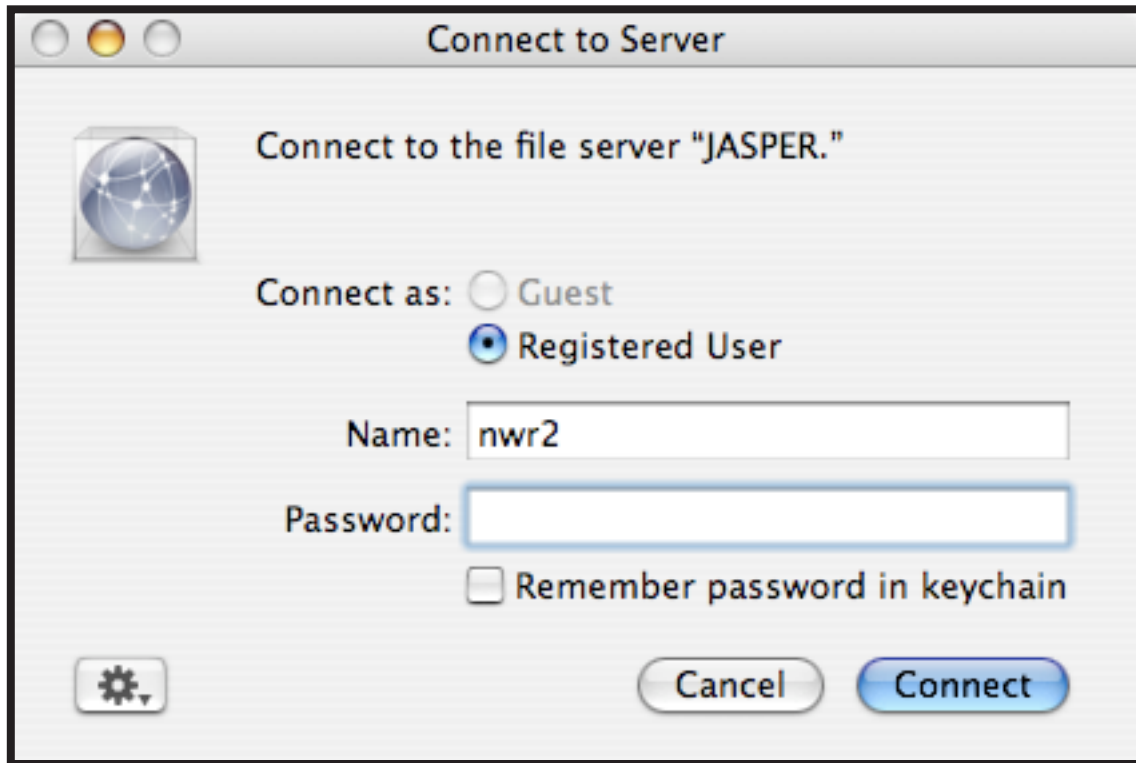 Connect to Server
Connect to the file server “JASPER.”
Connect as: Guest
Registered User
Name: nwr2
Password:
Remember password in keychain
Cancel Connect